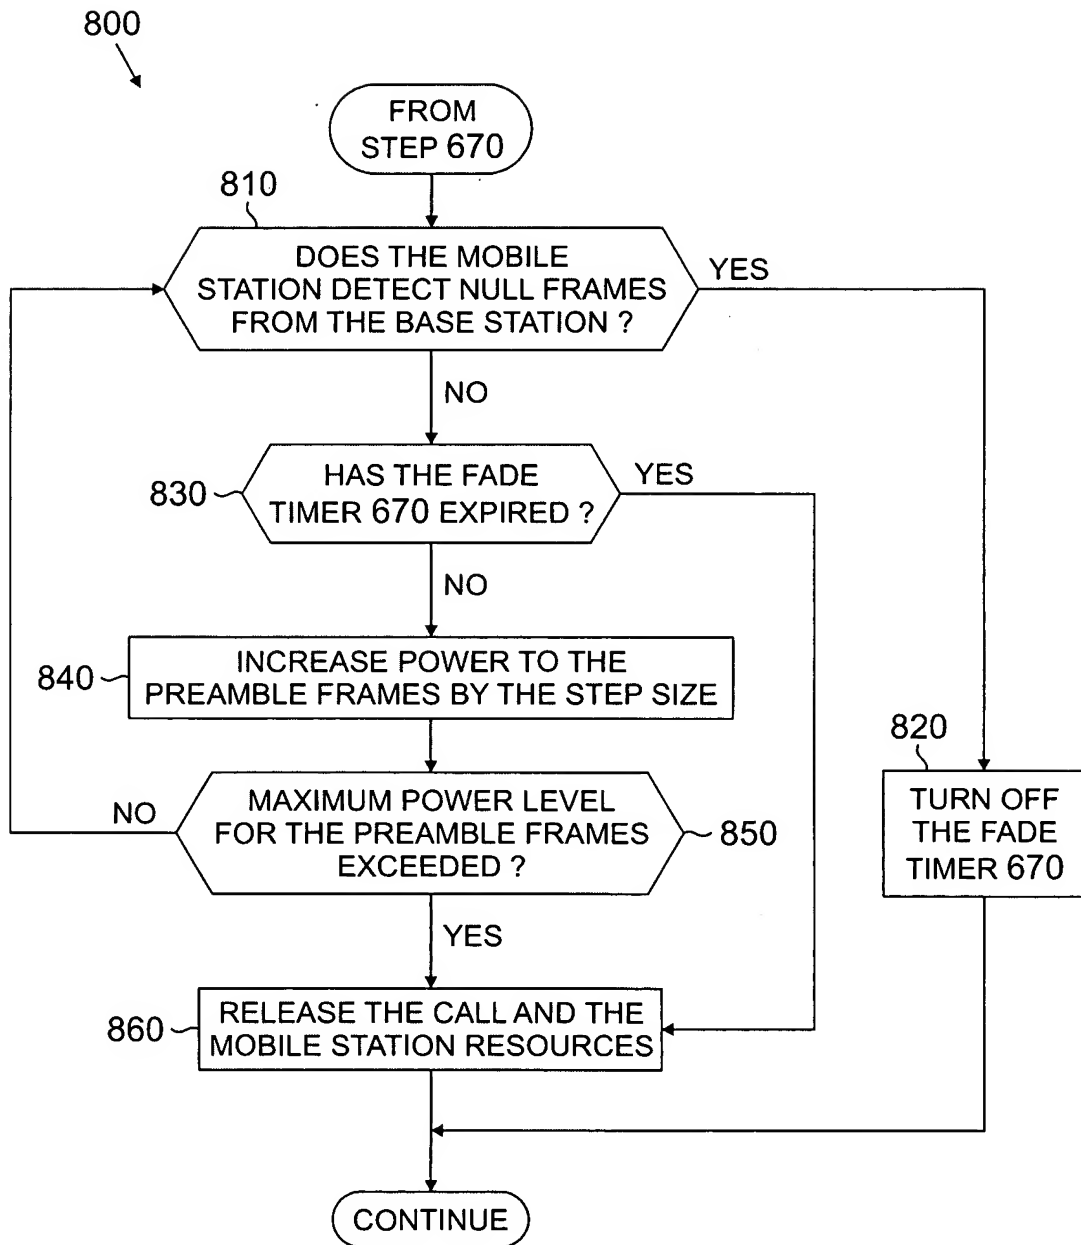 800
FROM
STEP 670
810
DOES THE MOBILE
STATION DETECT NULL FRAMES
FROM THE BASE STATION ?
YES
NO
830
HAS THE FADE
TIMER 670 EXPIRED ?
YES
NO
840
INCREASE POWER TO THE
PREAMBLE FRAMES BY THE STEP SIZE
820
TURN OFF
THE FADE
TIMER 670
NO
MAXIMUM POWER LEVEL
FOR THE PREAMBLE FRAMES
EXCEEDED ?
850
YES
860
RELEASE THE CALL AND THE
MOBILE STATION RESOURCES
CONTINUE